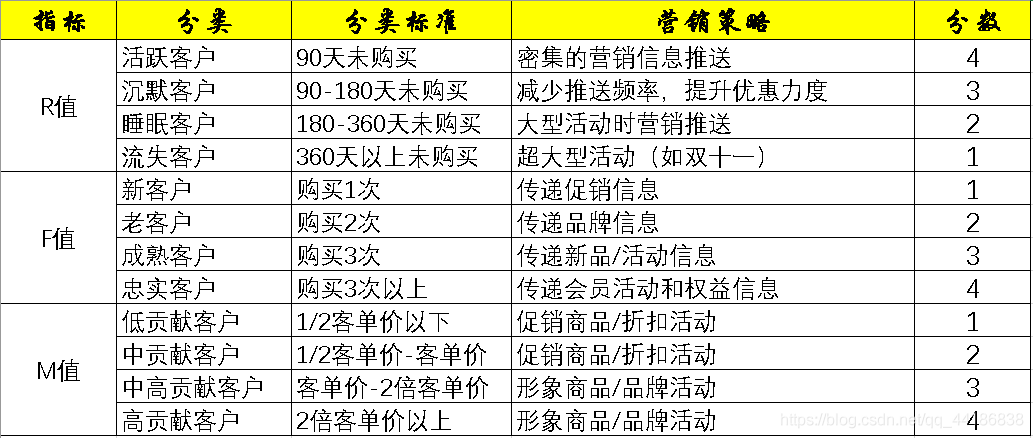 指标 分类 分类标准 营销策略 分数
R值
活跃客户 90天未购买 密集的营销信息推送 4
沉默客户 90-180天未购买 减少推送频率，提升优惠力度 3
睡眠客户 180-360天未购买 大型活动时营销推送 2
流失客户 360天以上未购买 超大型活动（如双十一） 1
F值
新客户 购买1次 传递促销信息 1
老客户 购买2次 传递品牌信息 2
成熟客户 购买3次 传递新品/活动信息 3
忠实客户 购买3次以上 传递会员活动和权益信息 4
M值
低贡献客户 1/2客单价以下 促销商品/折扣活动 1
中贡献客户 1/2客单价-客单价 促销商品/折扣活动 2
中高贡献客户 客单价-2倍客单价 形象商品/品牌活动 3
高贡献客户 2倍客单价以上 形象商品/品牌活动 4